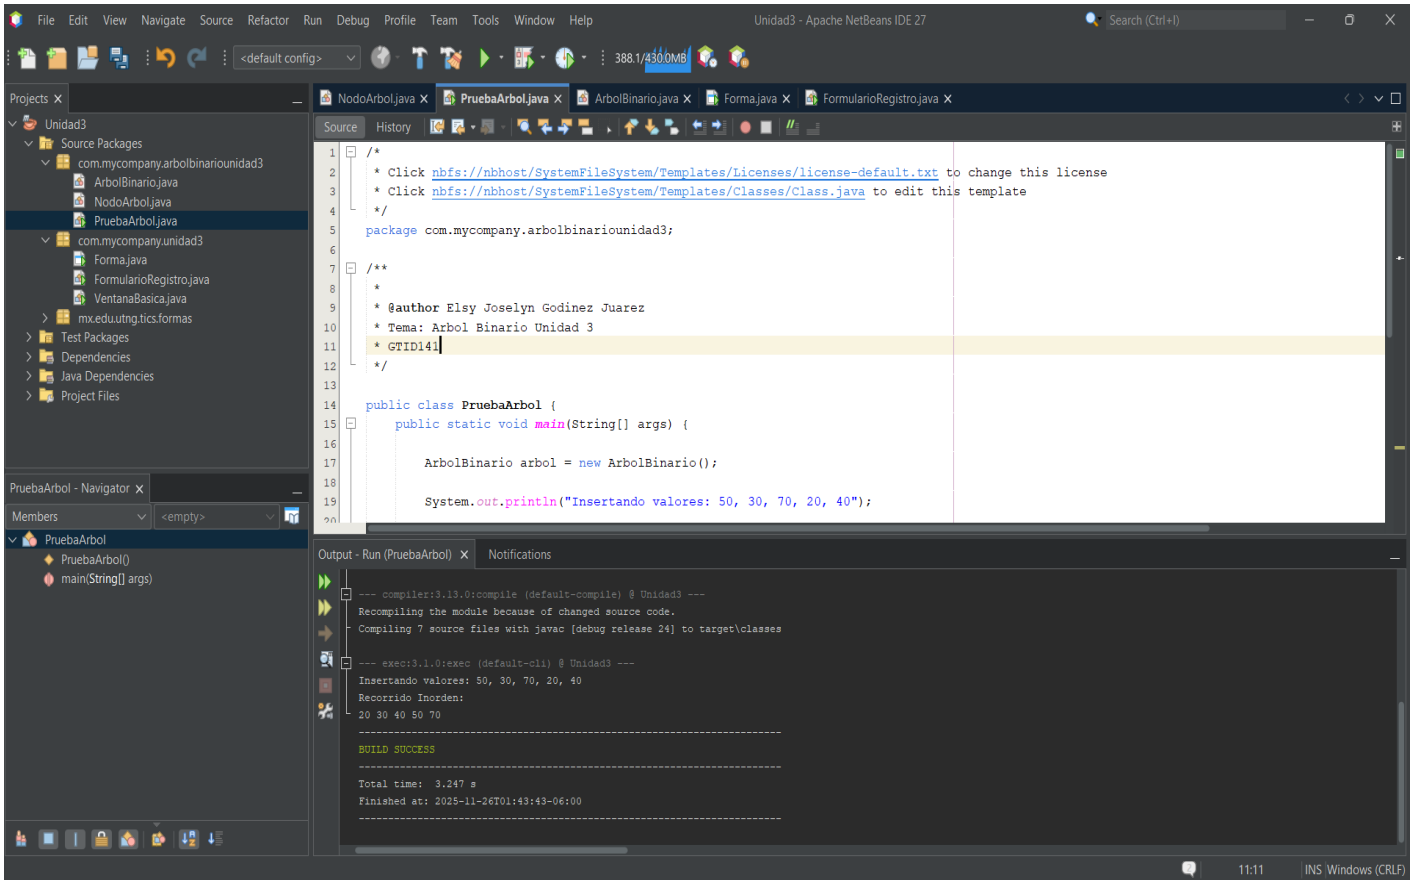 File Edit View Navigate Source Refactor Run Debug Profile Team Tools Window Help
Unidad3 - Apache NetBeans IDE 27
Search (Ctrl+I)
<default config>
388.1/430.0MB
Projects
NodoArbol.java
PruebaArbol.java
ArbolBinario.java
Forma.java
FormularioRegistro.java
Unidad3
Source Packages
com.mycompany.arbolbinariounidad3
ArbolBinario.java
NodoArbol.java
PruebaArbol.java
com.mycompany.unidad3
Forma.java
FormularioRegistro.java
VentanaBasica.java
mx.edu.utng.tics.formas
Test Packages
Dependencies
Java Dependencies
Project Files
Source History
1 /*
2 * Click nbfs://nbhost/SystemFileSystem/Templates/Licenses/license-default.txt to change this license
3 * Click nbfs://nbhost/SystemFileSystem/Templates/Classes/Class.java to edit this template
4 */
5 package com.mycompany.arbolbinariounidad3;
6
7 /**
8 *
9 * @author Elsy Joselyn Godinez Juarez
10 * Tema: Arbol Binario Unidad 3
11 * GTID141
12 */
13
14 public class PruebaArbol {
15 public static void main(String[] args) {
16
17 ArbolBinario arbol = new ArbolBinario();
18
19 System.out.println("Insertando valores: 50, 30, 70, 20, 40");
20
PruebaArbol - Navigator
Members
<empty>
PruebaArbol
PruebaArbol()
main(String[] args)
Output - Run (PruebaArbol)
Notifications
--- compiler:3.13.0:compile (default-compile) @ Unidad3 ---
Recompiling the module because of changed source code.
Compiling 7 source files with javac [debug release 24] to target\classes
--- exec:3.1.0:exec (default-cli) @ Unidad3 ---
Insertando valores: 50, 30, 70, 20, 40
Recorrido Inorden:
20 30 40 50 70
------------------------------------------------------------------------
BUILD SUCCESS
------------------------------------------------------------------------
Total time: 3.247 s
Finished at: 2025-11-26T01:43:43-06:00
------------------------------------------------------------------------
11:11
INS
Windows (CRLF)